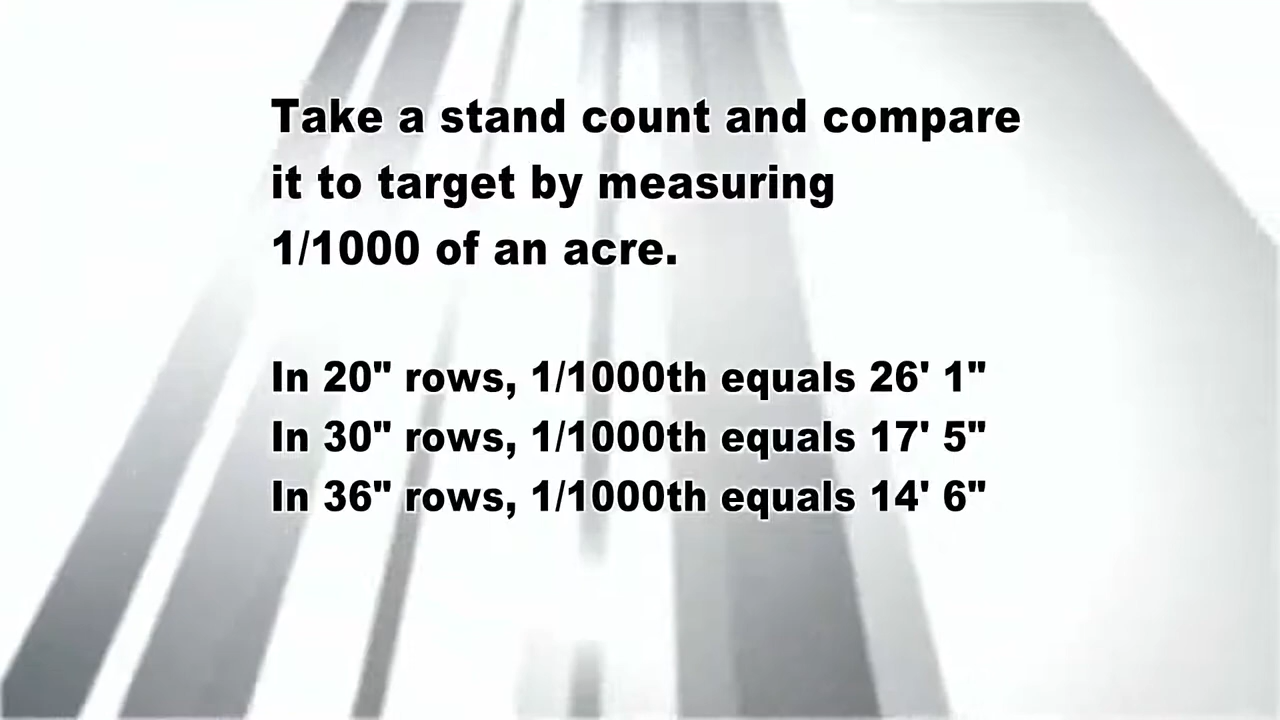 Take a stand count and compare
it to target by measuring
1/1000 of an acre.
In 20" rows, 1/1000th equals 26' 1"
In 30" rows, 1/1000th equals 17' 5"
In 36" rows, 1/1000th equals 14' 6"